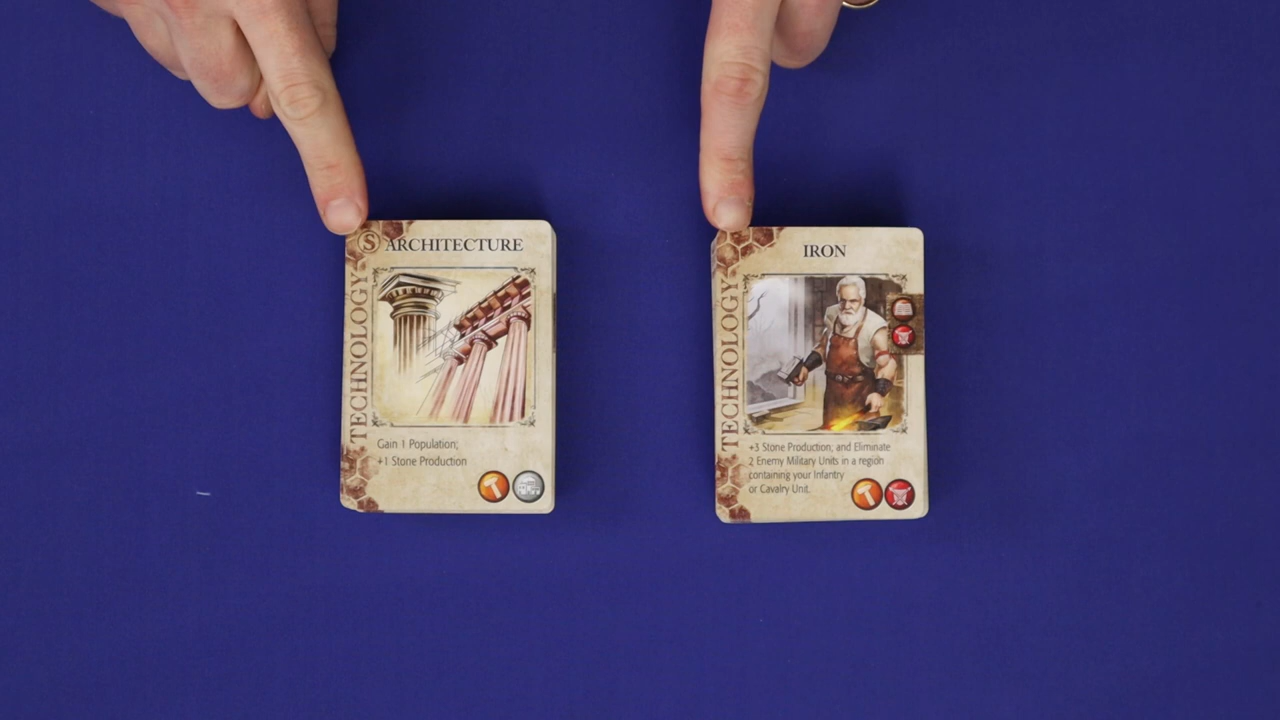 S ARCHITECTURE
TECHNOLOGY
Gain 1 Population;
+1 Stone Production
IRON
TECHNOLOGY
+3 Stone Production; and Eliminate
2 Enemy Military Units in a region
containing your Infantry
or Cavalry Unit.